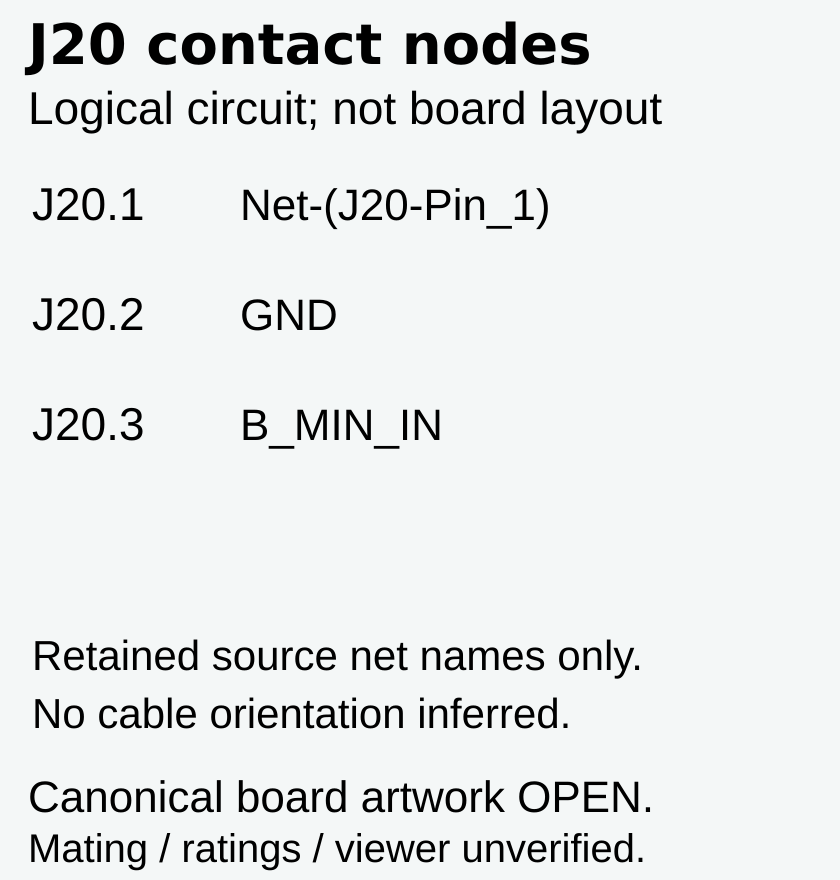 J20 contact nodes
Logical circuit; not board layout
J20.1 Net-(J20-Pin_1)
J20.2 GND
J20.3 B_MIN_IN
Retained source net names only.
No cable orientation inferred.
Canonical board artwork OPEN.
Mating / ratings / viewer unverified.